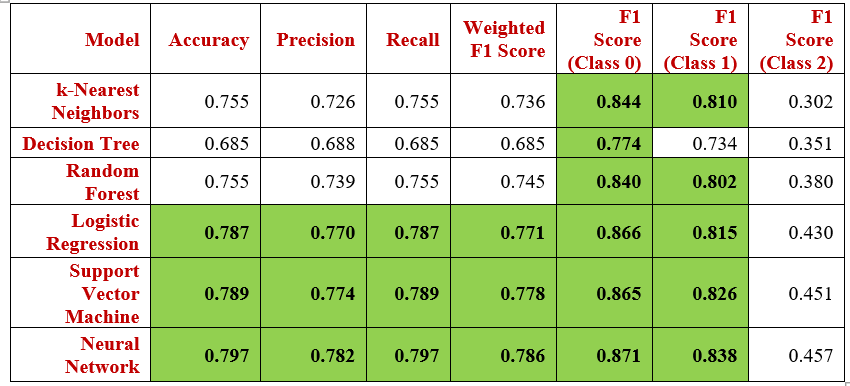 Model Accuracy Precision Recall Weighted F1 Score F1 Score (Class 0) F1 Score (Class 1) F1 Score (Class 2)
k-Nearest Neighbors 0.755 0.726 0.755 0.736 0.844 0.810 0.302
Decision Tree 0.685 0.688 0.685 0.685 0.774 0.734 0.351
Random Forest 0.755 0.739 0.755 0.745 0.840 0.802 0.380
Logistic Regression 0.787 0.770 0.787 0.771 0.866 0.815 0.430
Support Vector Machine 0.789 0.774 0.789 0.778 0.865 0.826 0.451
Neural Network 0.797 0.782 0.797 0.786 0.871 0.838 0.457